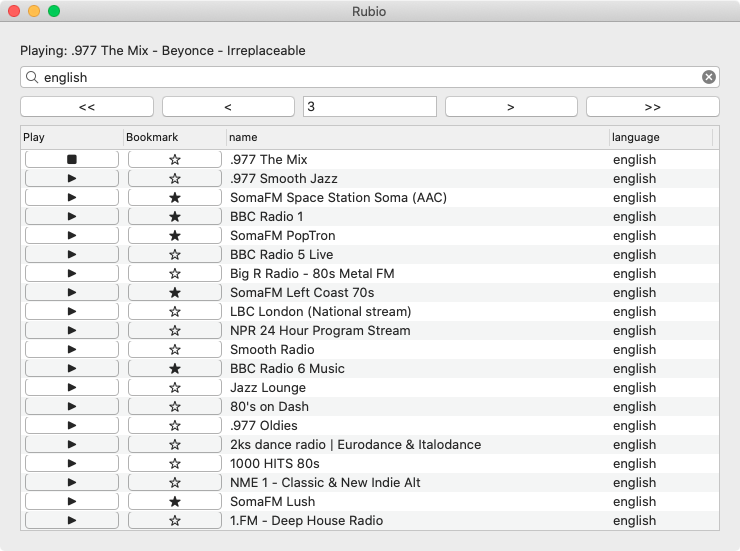 Rubio
Playing: .977 The Mix - Beyonce - Irreplaceable
english
<< < 3 > >>
Play Bookmark name language
.977 The Mix english
.977 Smooth Jazz english
SomaFM Space Station Soma (AAC) english
BBC Radio 1 english
SomaFM PopTron english
BBC Radio 5 Live english
Big R Radio - 80s Metal FM english
SomaFM Left Coast 70s english
LBC London (National stream) english
NPR 24 Hour Program Stream english
Smooth Radio english
BBC Radio 6 Music english
Jazz Lounge english
80's on Dash english
.977 Oldies english
2ks dance radio | Eurodance & Italodance english
1000 HITS 80s english
NME 1 - Classic & New Indie Alt english
SomaFM Lush english
1.FM - Deep House Radio english